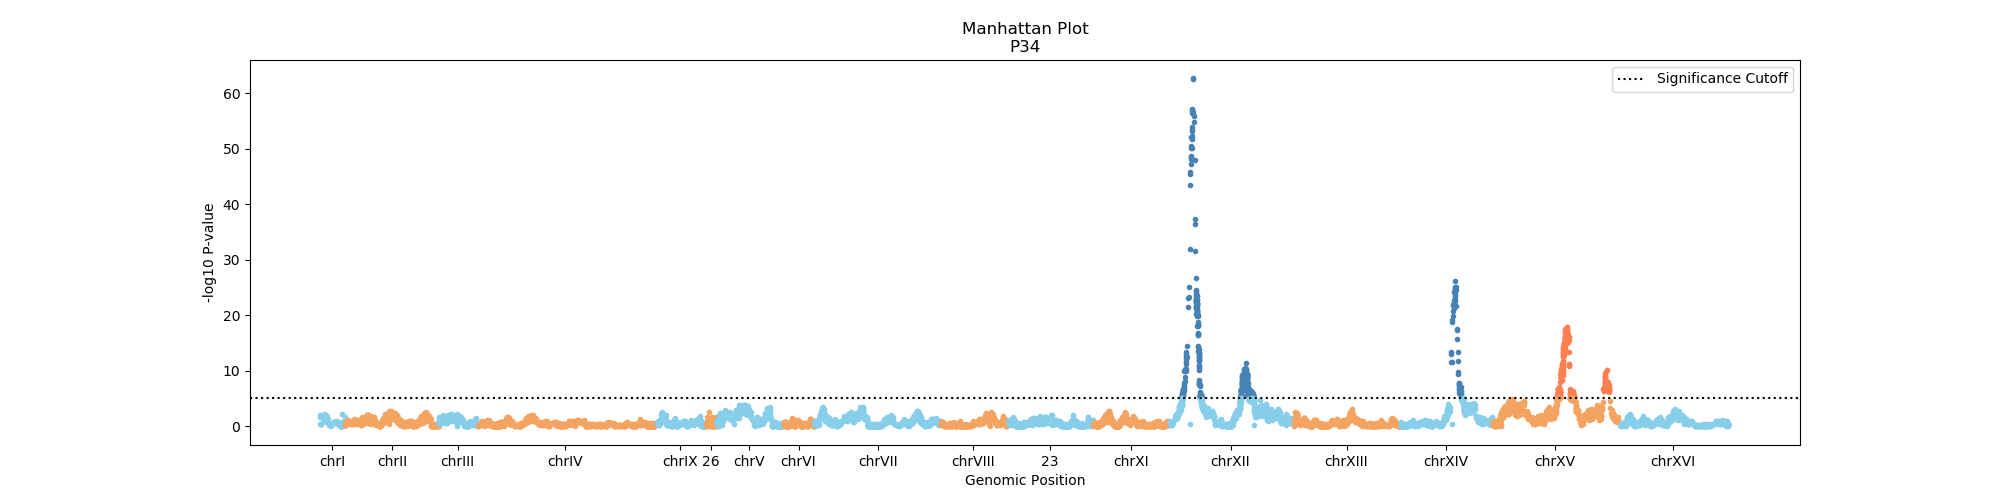 Manhattan Plot
P34
Significance Cutoff
-log10 P-value
60
50
40
30
20
10
0
chrI chrII chrIII chrIV chrIX 26 chrV chrVI chrVII chrVIII 23 chrXI chrXII chrXIII chrXIV chrXV chrXVI
Genomic Position